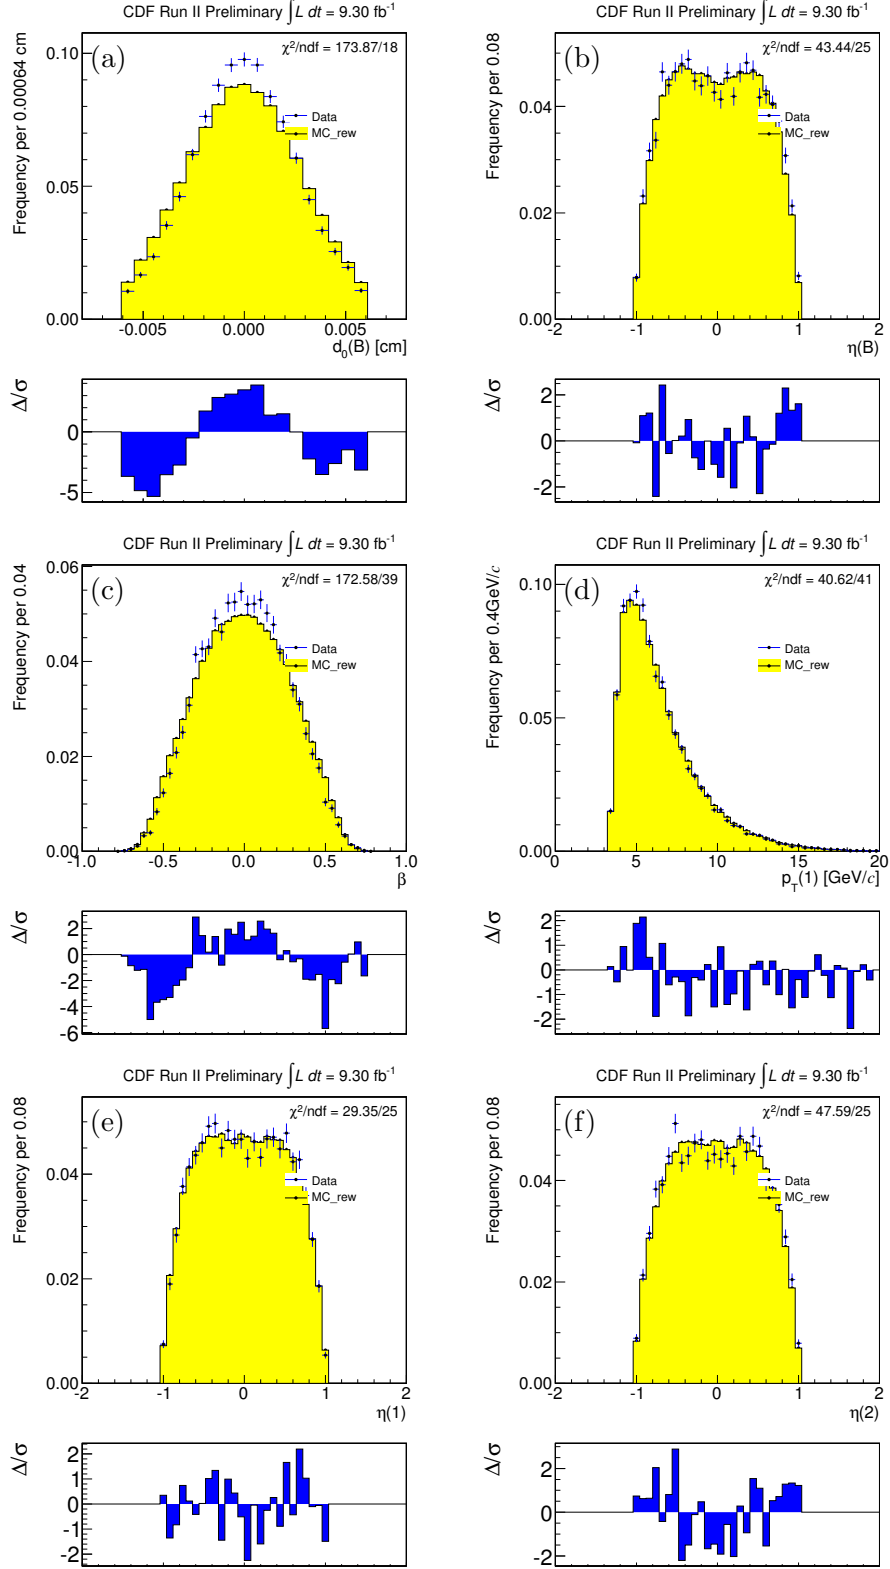 CDF Run II Preliminary ∫L dt = 9.30 fb⁻¹
Frequency per 0.00064 cm
(a)
χ²/ndf = 173.87/18
Data
MC_rew
0.10
0.05
0.00
-0.005 0.000 0.005
d₀(B) [cm]
Δ/σ
0
-5
CDF Run II Preliminary ∫L dt = 9.30 fb⁻¹
Frequency per 0.08
(b)
χ²/ndf = 43.44/25
Data
MC_rew
0.04
0.02
0.00
-2 -1 0 1 2
η(B)
Δ/σ
2
0
-2
CDF Run II Preliminary ∫L dt = 9.30 fb⁻¹
Frequency per 0.04
(c)
χ²/ndf = 172.58/39
Data
MC_rew
0.06
0.04
0.02
0.00
-1.0 -0.5 0.0 0.5 1.0
β
Δ/σ
2
0
-2
-4
-6
CDF Run II Preliminary ∫L dt = 9.30 fb⁻¹
Frequency per 0.4GeV/c
(d)
χ²/ndf = 40.62/41
Data
MC_rew
0.10
0.05
0.00
0 5 10 15 20
p_T(1) [GeV/c]
Δ/σ
2
1
0
-1
-2
CDF Run II Preliminary ∫L dt = 9.30 fb⁻¹
Frequency per 0.08
(e)
χ²/ndf = 29.35/25
Data
MC_rew
0.04
0.02
0.00
-2 -1 0 1 2
η(1)
Δ/σ
2
1
0
-1
-2
CDF Run II Preliminary ∫L dt = 9.30 fb⁻¹
Frequency per 0.08
(f)
χ²/ndf = 47.59/25
Data
MC_rew
0.04
0.02
0.00
-2 -1 0 1 2
η(2)
Δ/σ
2
0
-2